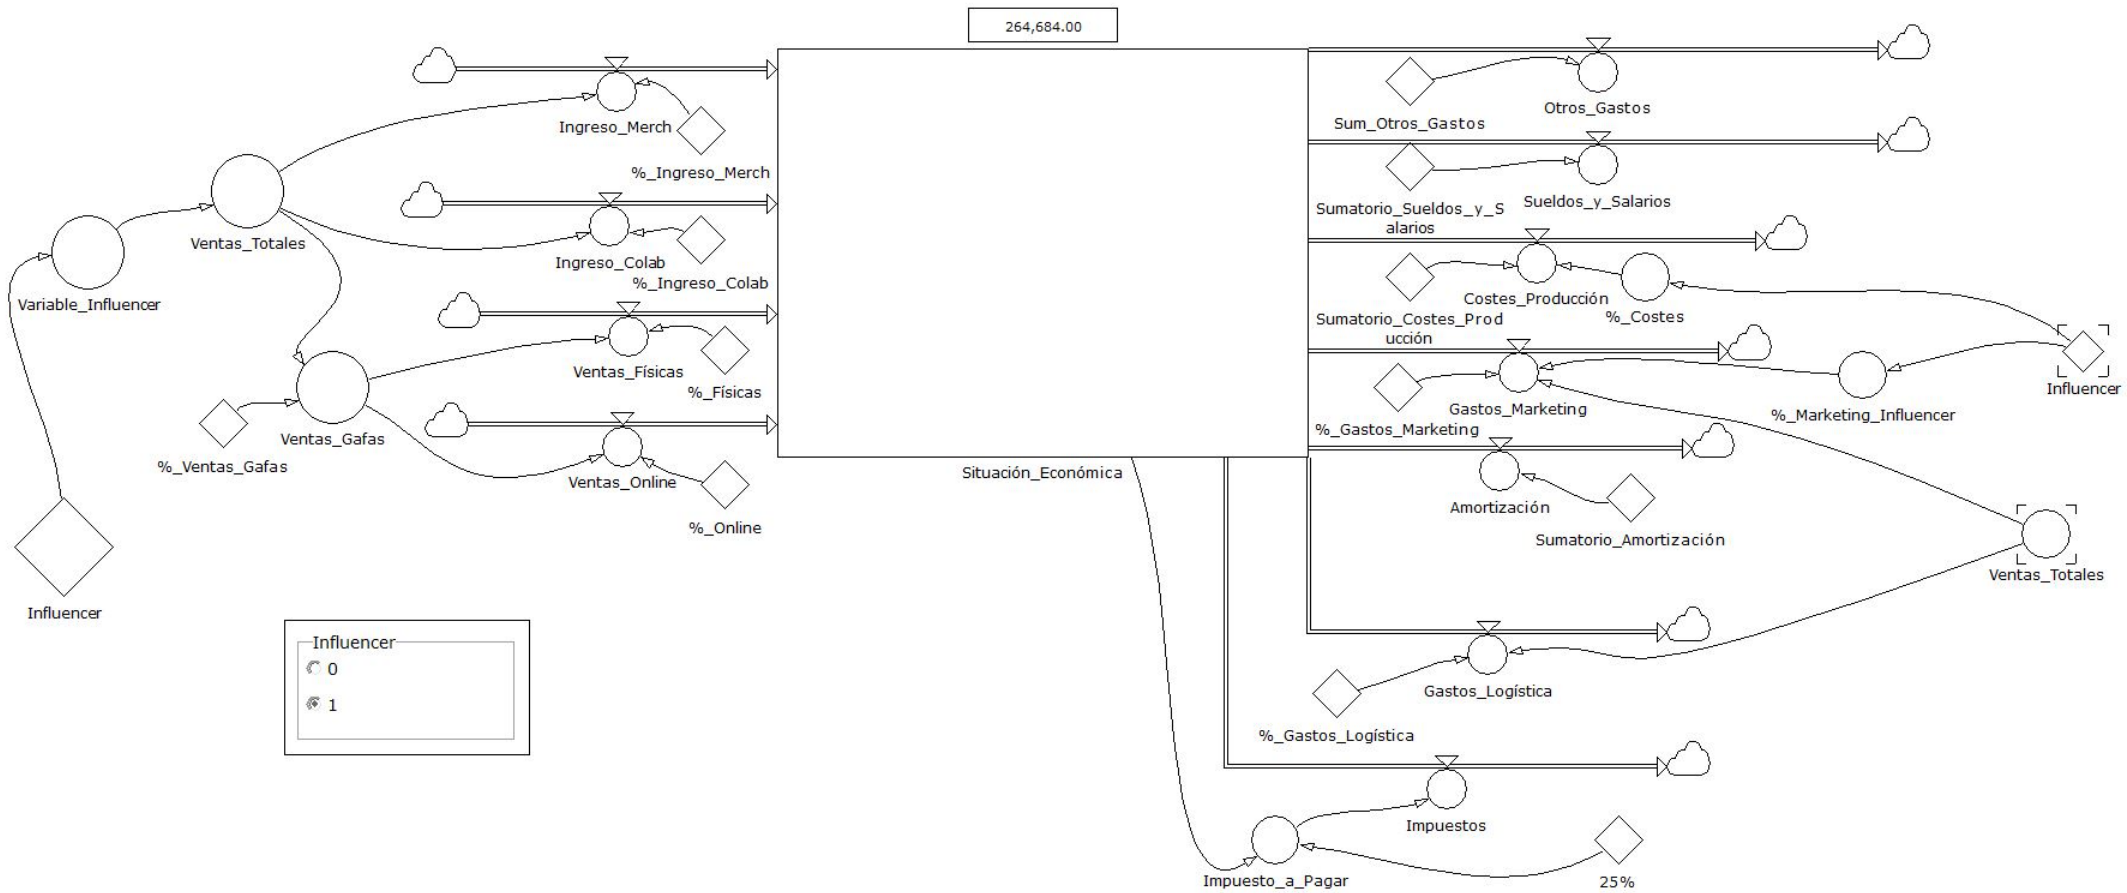 264,684.00
Ingreso_Merch
%_Ingreso_Merch
Ventas_Totales
Ingreso_Colab
%_Ingreso_Colab
Variable_Influencer
Ventas_Físicas
%_Físicas
Ventas_Gafas
%_Ventas_Gafas
Ventas_Online
%_Online
Influencer
Influencer
0
1
Situación_Económica
Otros_Gastos
Sum_Otros_Gastos
Sueldos_y_Salarios
Sumatorio_Sueldos_y_S
alarios
Costes_Producción
%_Costes
Sumatorio_Costes_Prod
ucción
Influencer
Gastos_Marketing
%_Marketing_Influencer
%_Gastos_Marketing
Amortización
Sumatorio_Amortización
Ventas_Totales
Gastos_Logística
%_Gastos_Logística
Impuestos
Impuesto_a_Pagar
25%